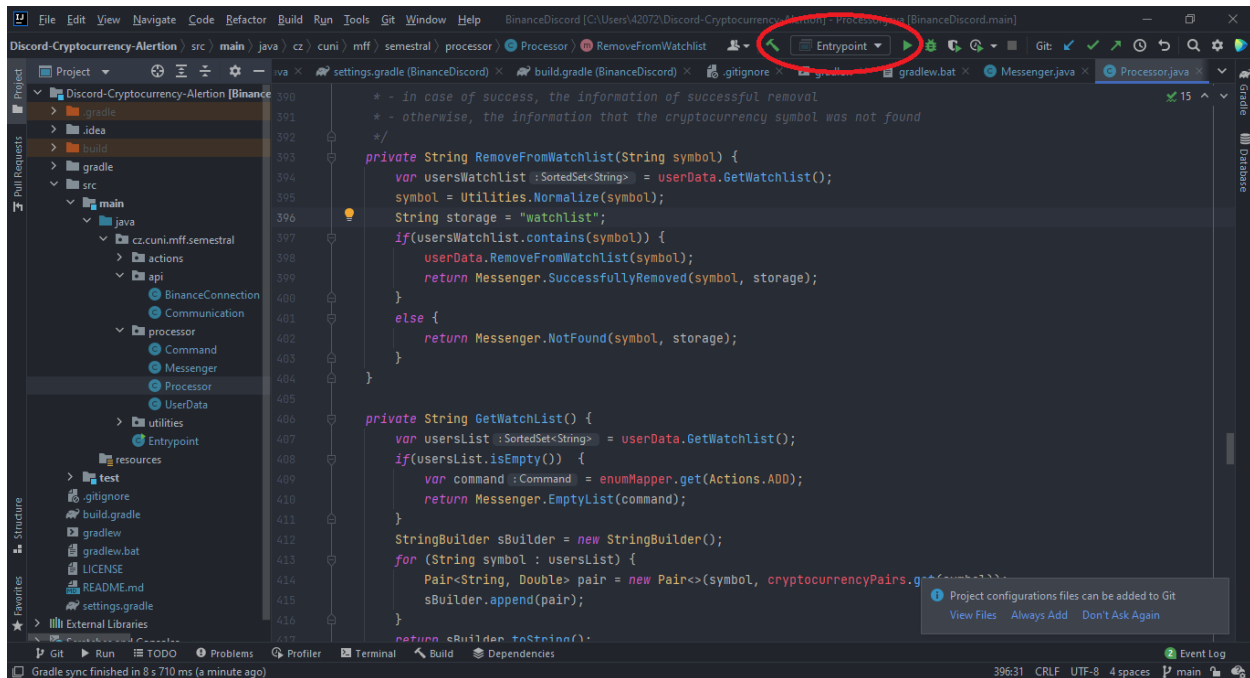 File Edit View Navigate Code Refactor Build Run Tools Git Window Help BinanceDiscord [C:\Users\42072\Discord-Cryptocurrency-Alertion] - Processor.java [BinanceDiscord.main]
Discord-Cryptocurrency-Alertion src main java cz cuni mff semestral processor Processor RemoveFromWatchlist Entrypoint Git:
Project settings.gradle (BinanceDiscord) build.gradle (BinanceDiscord) .gitignore gradlew gradlew.bat Messenger.java Processor.java
Project
Pull Requests
Structure
Favorites
Gradle
Database
Discord-Cryptocurrency-Alertion [Binance
.gradle
.idea
build
gradle
src
main
java
cz.cuni.mff.semestral
actions
api
BinanceConnection
Communication
processor
Command
Messenger
Processor
UserData
utilities
Entrypoint
resources
test
.gitignore
build.gradle
gradlew
gradlew.bat
LICENSE
README.md
settings.gradle
External Libraries
15
390 * - in case of success, the information of successful removal
391 * - otherwise, the information that the cryptocurrency symbol was not found
392 */
393 private String RemoveFromWatchlist(String symbol) {
394 var usersWatchlist : SortedSet<String> = userData.GetWatchlist();
395 symbol = Utilities.Normalize(symbol);
396 String storage = "watchlist";
397 if(usersWatchlist.contains(symbol)) {
398 userData.RemoveFromWatchlist(symbol);
399 return Messenger.SuccessfullyRemoved(symbol, storage);
400 }
401 else {
402 return Messenger.NotFound(symbol, storage);
403 }
404 }
405
406 private String GetWatchList() {
407 var usersList : SortedSet<String> = userData.GetWatchlist();
408 if(usersList.isEmpty()) {
409 var command : Command = enumMapper.get(Actions.ADD);
410 return Messenger.EmptyList(command);
411 }
412 StringBuilder sBuilder = new StringBuilder();
413 for (String symbol : usersList) {
414 Pair<String, Double> pair = new Pair<>(symbol, cryptocurrencyPairs.get(symbol));
415 sBuilder.append(pair);
416 }
417 return sBuilder.toString();
Project configurations files can be added to Git
View Files Always Add Don't Ask Again
Git Run TODO Problems Profiler Terminal Build Dependencies 2 Event Log
Gradle sync finished in 8 s 710 ms (a minute ago) 396:31 CRLF UTF-8 4 spaces main